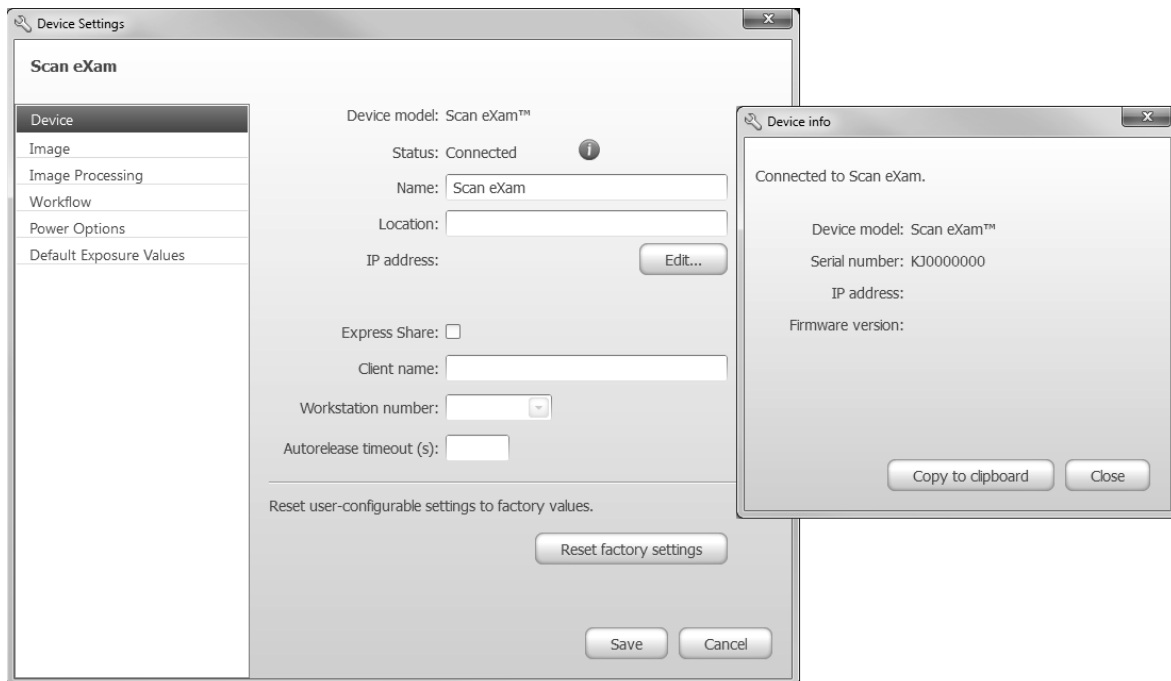 Device Settings
x
Scan eXam
Device
Image
Image Processing
Workflow
Power Options
Default Exposure Values
Device model: Scan eXam™
Status: Connected
i
Name: Scan eXam
Location:
IP address:
Edit...
Express Share:
Client name:
Workstation number:
Autorelease timeout (s):
Reset user-configurable settings to factory values.
Reset factory settings
Save
Cancel
Device info
x
Connected to Scan eXam.
Device model: Scan eXam™
Serial number: KJ0000000
IP address:
Firmware version:
Copy to clipboard
Close